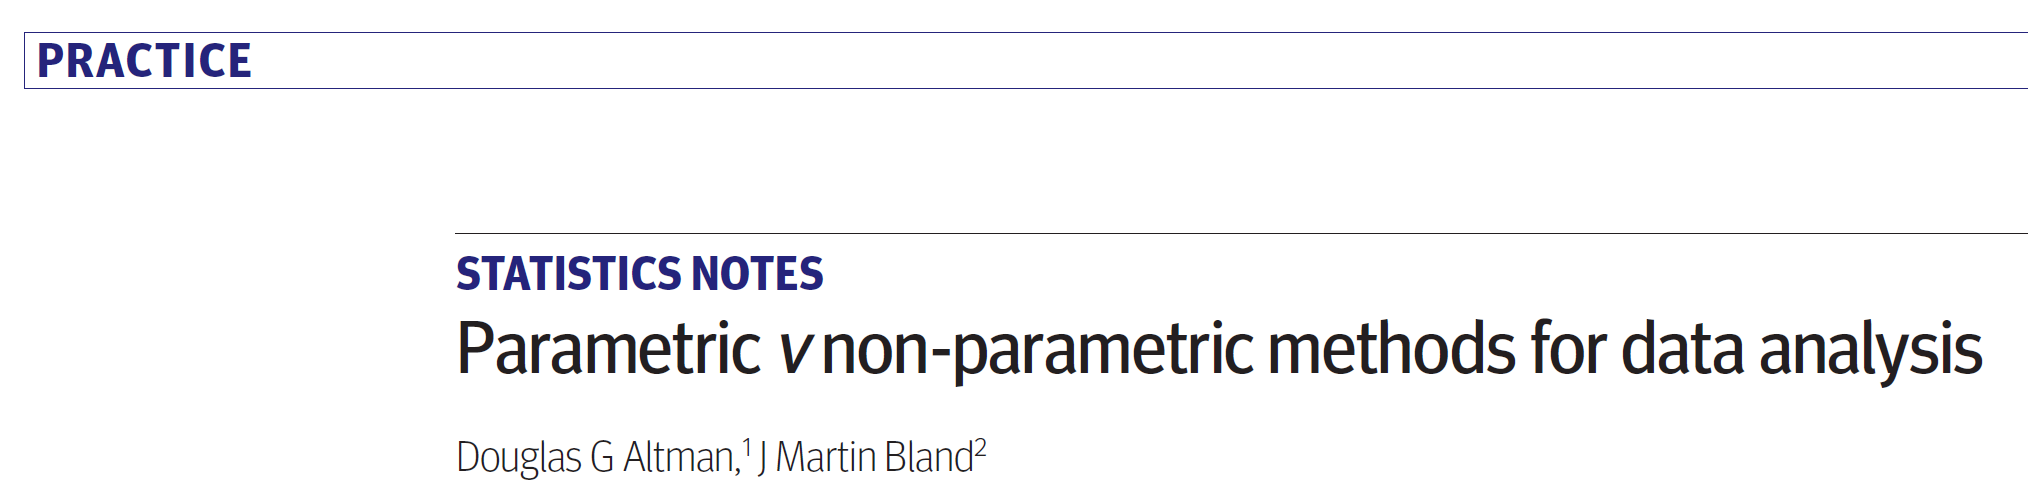 PRACTICE
STATISTICS NOTES
Parametric v non-parametric methods for data analysis
Douglas G Altman,1 J Martin Bland2